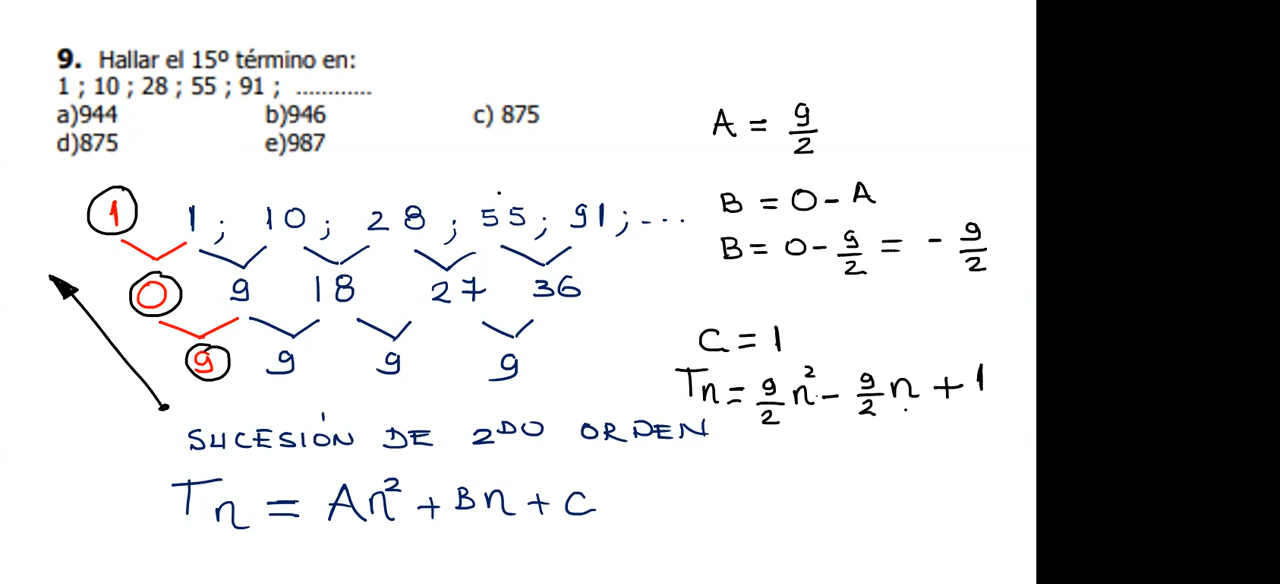 9. Hallar el 15º término en:
1 ; 10 ; 28 ; 55 ; 91 ; ............
a)944 b)946 c) 875
d)875 e)987
1 1 ; 10 ; 28 ; 55 ; 91 ; ...
0 9 18 27 36
9 9 9 9
SUCESIÓN DE 2DO ORDEN
Tn = An² + Bn + C
A = 9/2
B = 0 - A
B = 0 - 9/2 = - 9/2
C = 1
Tn = 9/2 n² - 9/2 n + 1